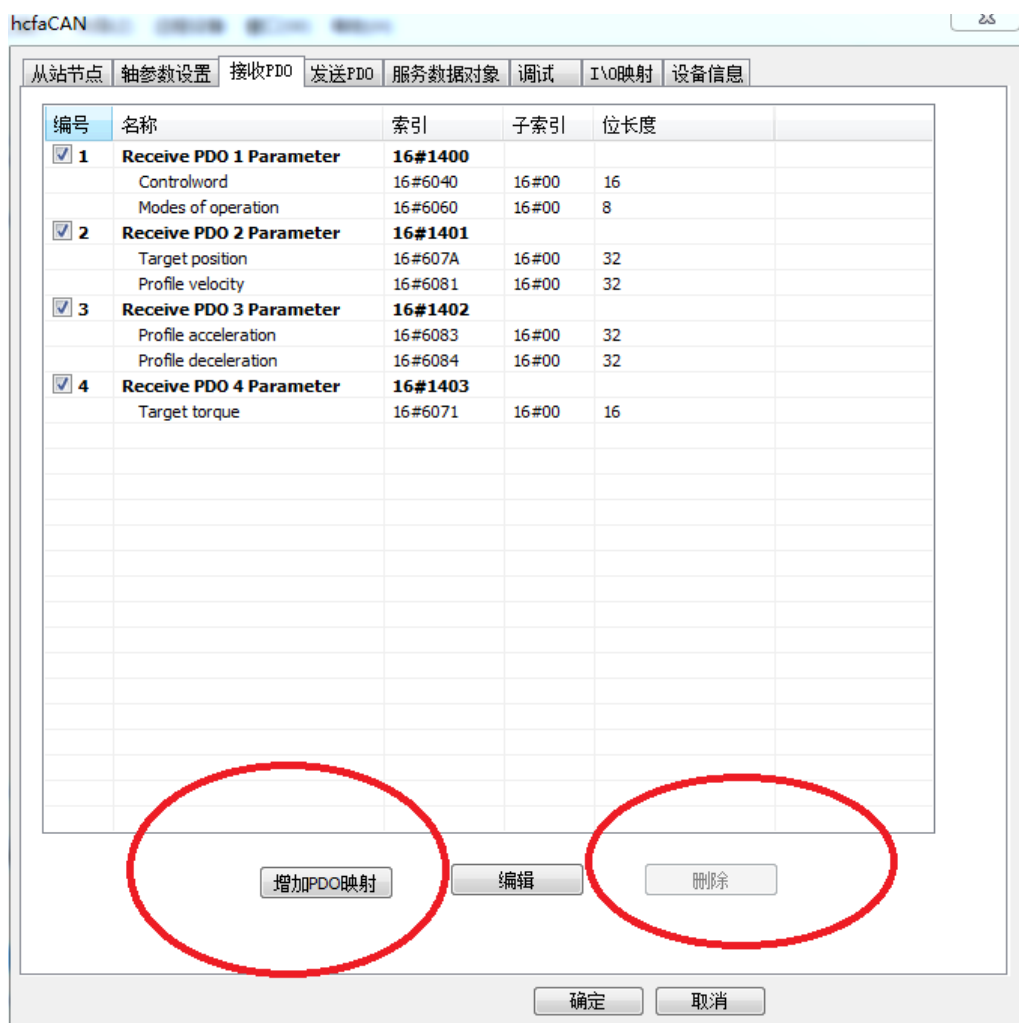 hcfaCAN
从站节点 轴参数设置 接收PDO 发送PDO 服务数据对象 调试 I\O映射 设备信息
编号 名称 索引 子索引 位长度
1 Receive PDO 1 Parameter 16#1400
Controlword 16#6040 16#00 16
Modes of operation 16#6060 16#00 8
2 Receive PDO 2 Parameter 16#1401
Target position 16#607A 16#00 32
Profile velocity 16#6081 16#00 32
3 Receive PDO 3 Parameter 16#1402
Profile acceleration 16#6083 16#00 32
Profile deceleration 16#6084 16#00 32
4 Receive PDO 4 Parameter 16#1403
Target torque 16#6071 16#00 16
增加PDO映射 编辑 删除
确定 取消